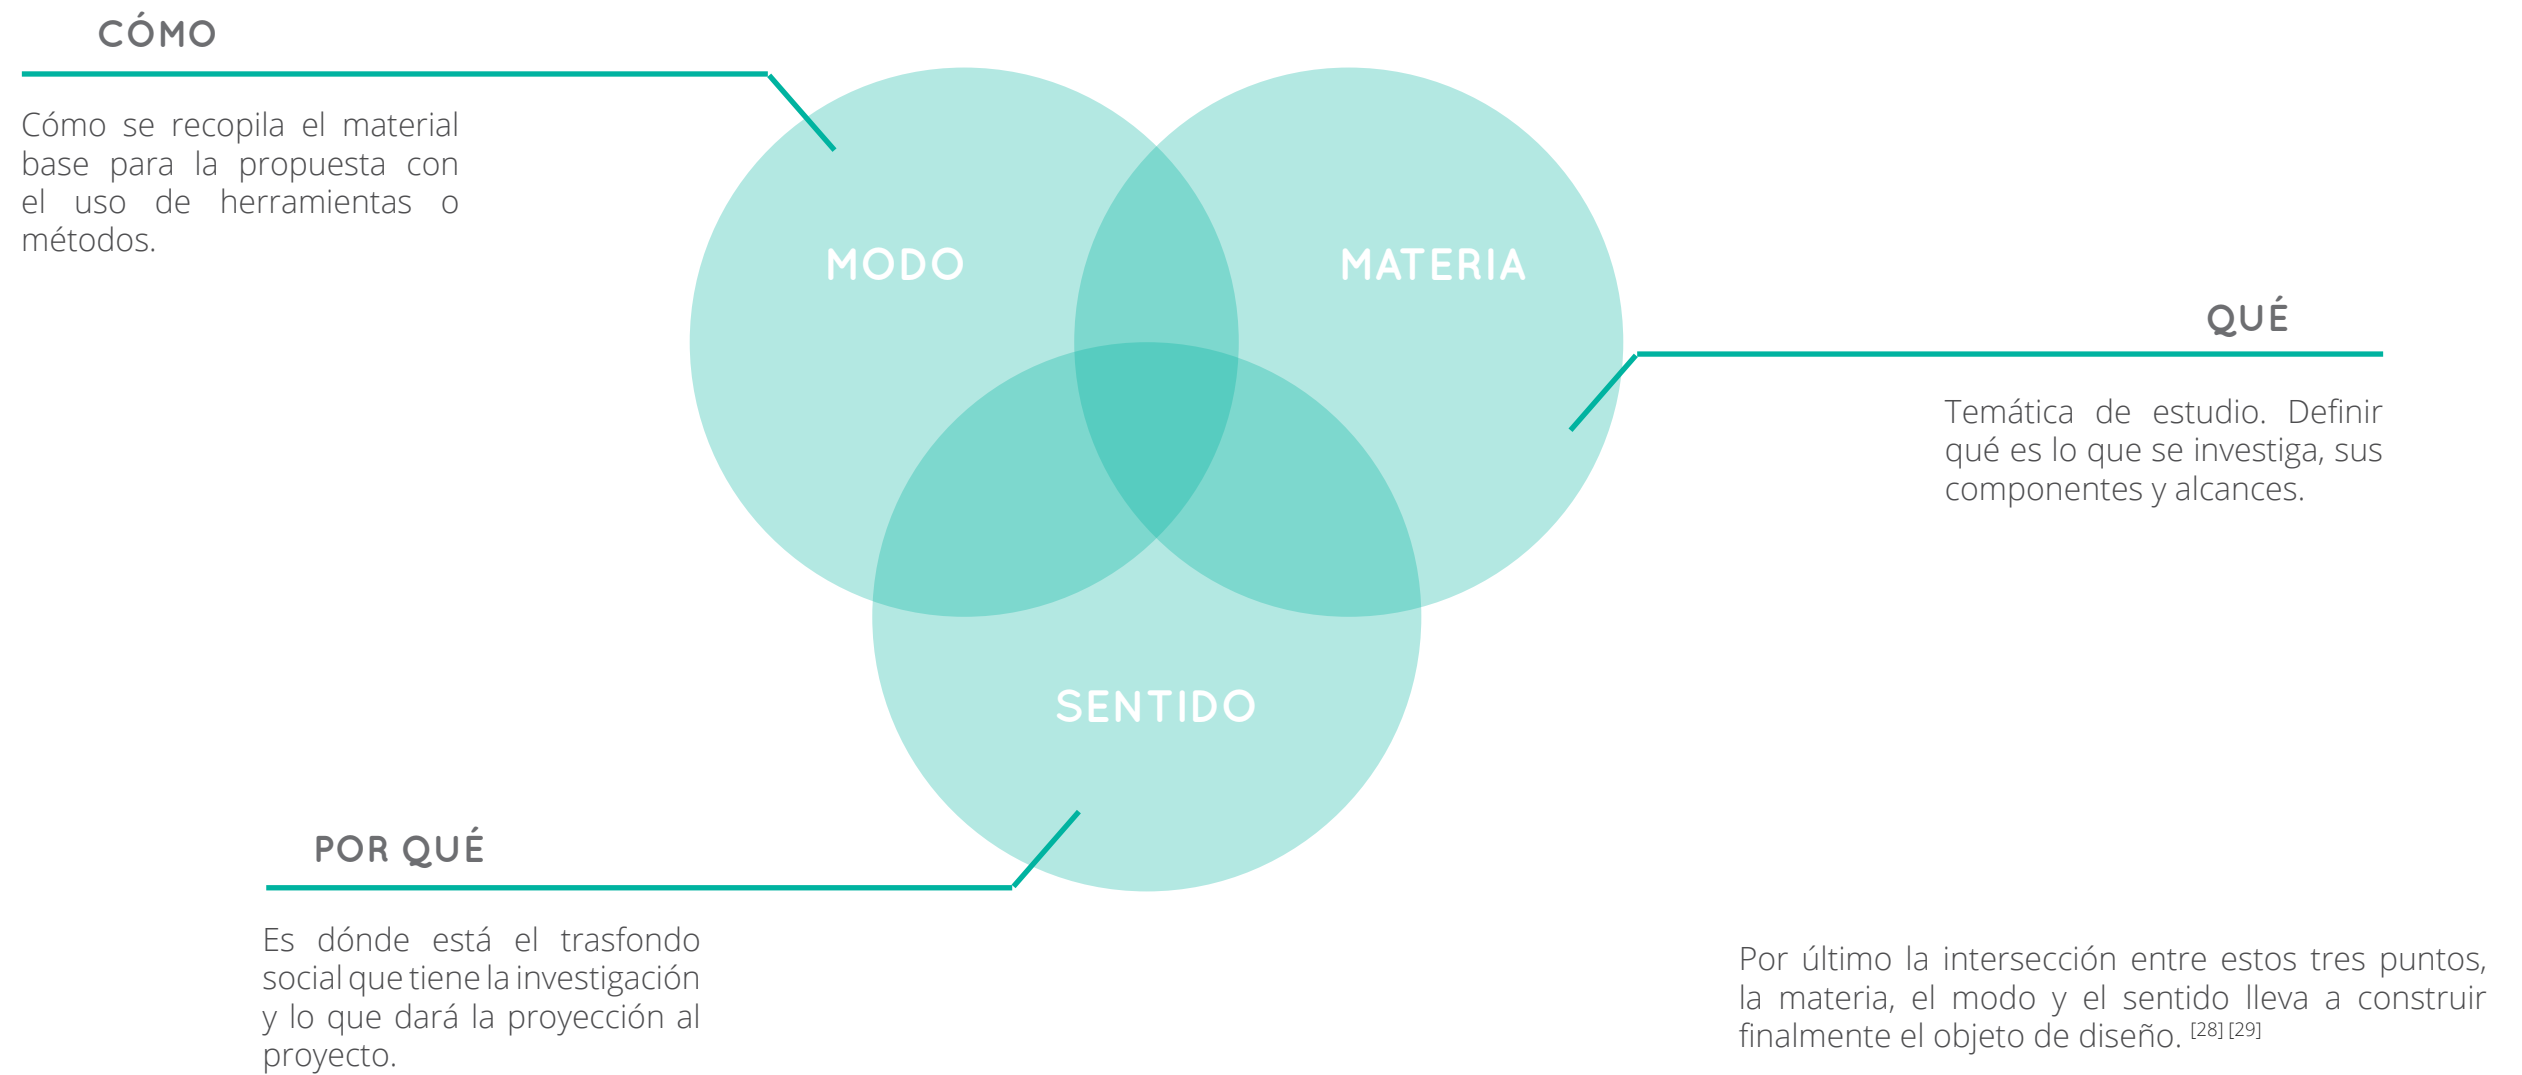 CÓMO
Cómo se recopila el material
base para la propuesta con
el uso de herramientas o
métodos.
MODO
MATERIA
QUÉ
Temática de estudio. Definir
qué es lo que se investiga, sus
componentes y alcances.
SENTIDO
POR QUÉ
Es dónde está el trasfondo
social que tiene la investigación
y lo que dará la proyección al
proyecto.
Por último la intersección entre estos tres puntos,
la materia, el modo y el sentido lleva a construir
finalmente el objeto de diseño. [28] [29]